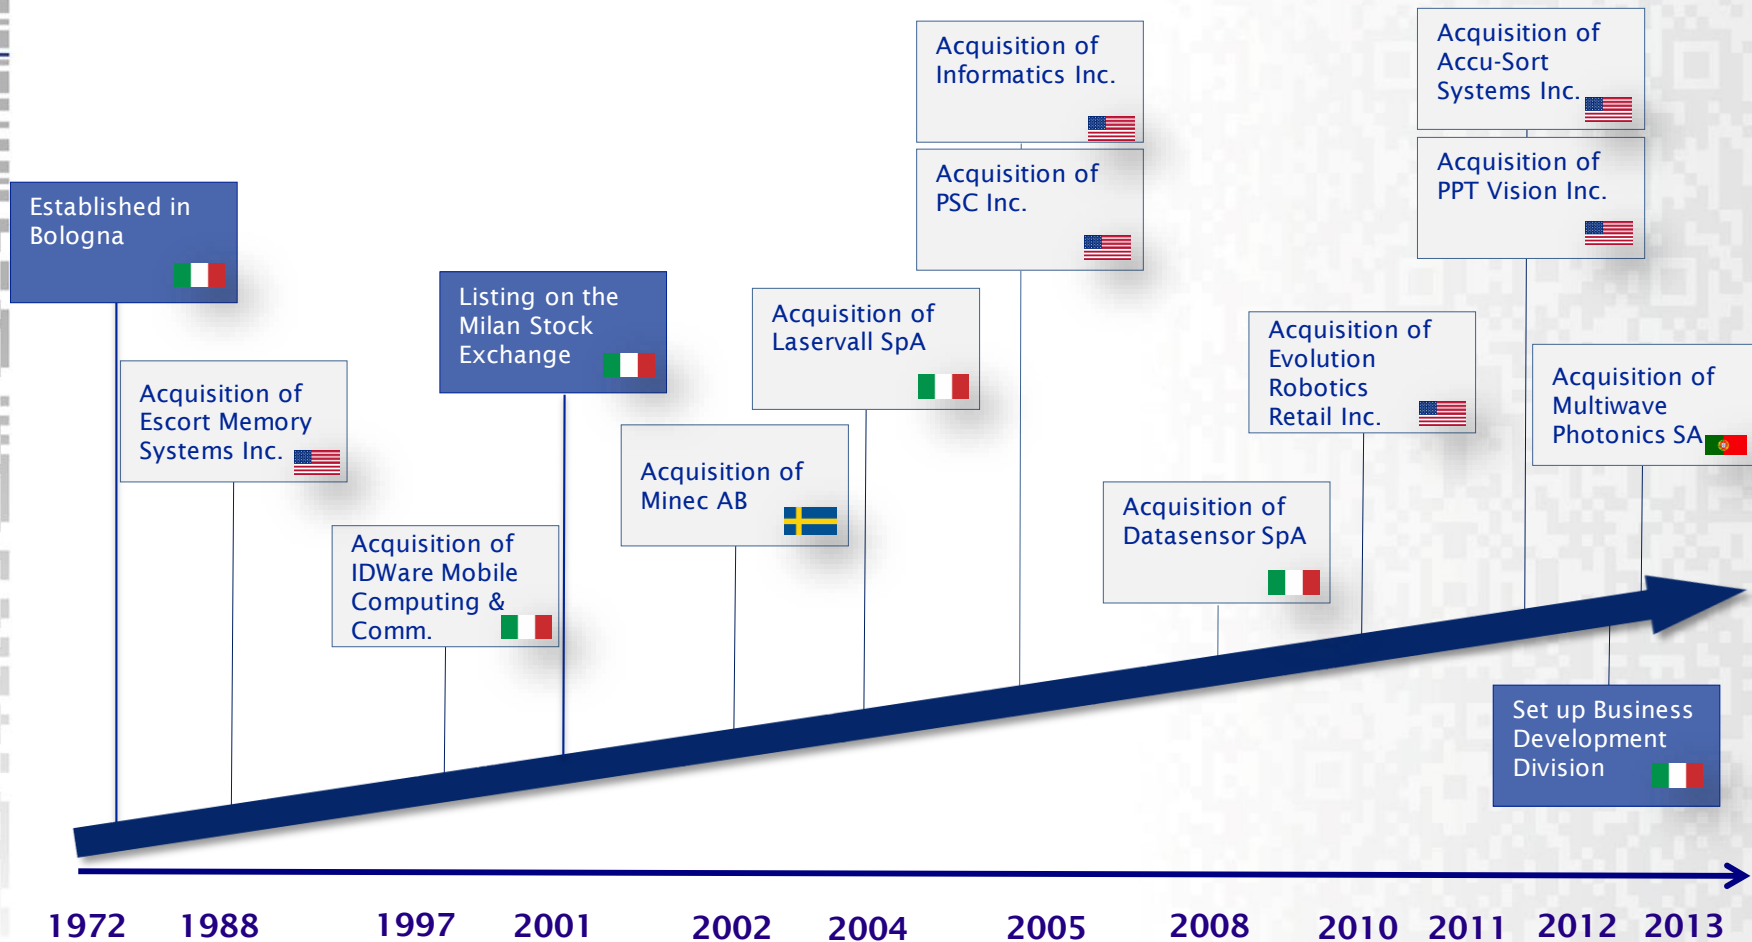 Established in
Bologna
Acquisition of
Escort Memory
Systems Inc.
Acquisition of
IDWare Mobile
Computing &
Comm.
Listing on the
Milan Stock
Exchange
Acquisition of
Minec AB
Acquisition of
Laservall SpA
Acquisition of
Informatics Inc.
Acquisition of
PSC Inc.
Acquisition of
Datasensor SpA
Acquisition of
Evolution
Robotics
Retail Inc.
Acquisition of
Accu-Sort
Systems Inc.
Acquisition of
PPT Vision Inc.
Acquisition of
Multiwave
Photonics SA
Set up Business
Development
Division
1972 1988 1997 2001 2002 2004 2005 2008 2010 2011 2012 2013